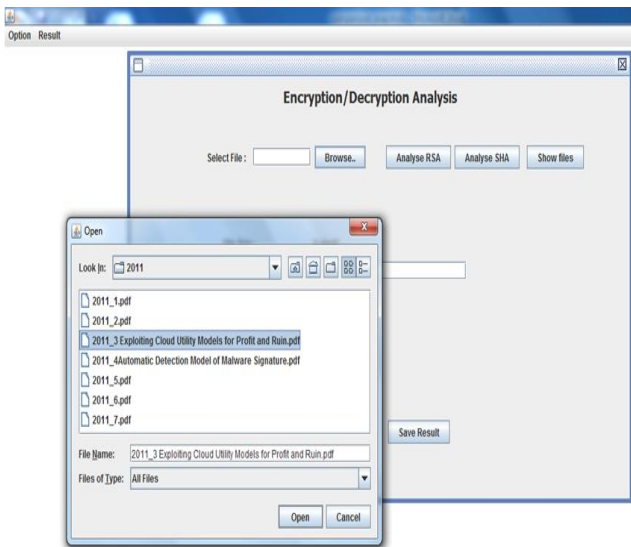 Option Result
Encryption/Decryption Analysis
Select File : Browse.. Analyse RSA Analyse SHA Show files
Open
Look In: 2011
2011_1.pdf
2011_2.pdf
2011_3 Exploiting Cloud Utility Models for Profit and Ruin.pdf
2011_4Automatic Detection Model of Malware Signature.pdf
2011_5.pdf
2011_6.pdf
2011_7.pdf
File Name: 2011_3 Exploiting Cloud Utility Models for Profit and Ruin.pdf
Files of Type: All Files
Open Cancel
Save Result